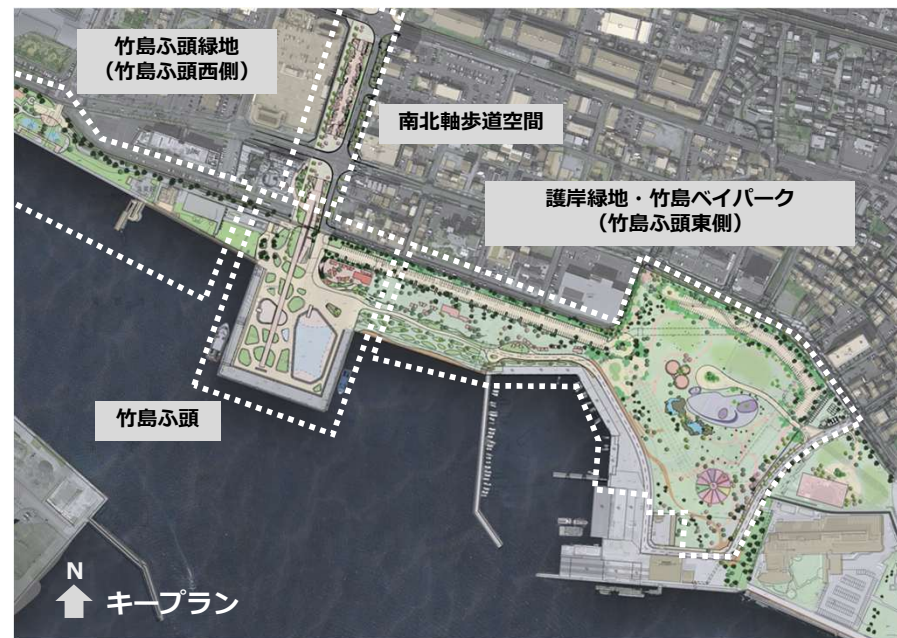 竹島ふ頭緑地
（竹島ふ頭西側）
南北軸歩道空間
護岸緑地・竹島ベイパーク
（竹島ふ頭東側）
竹島ふ頭
N
キープラン